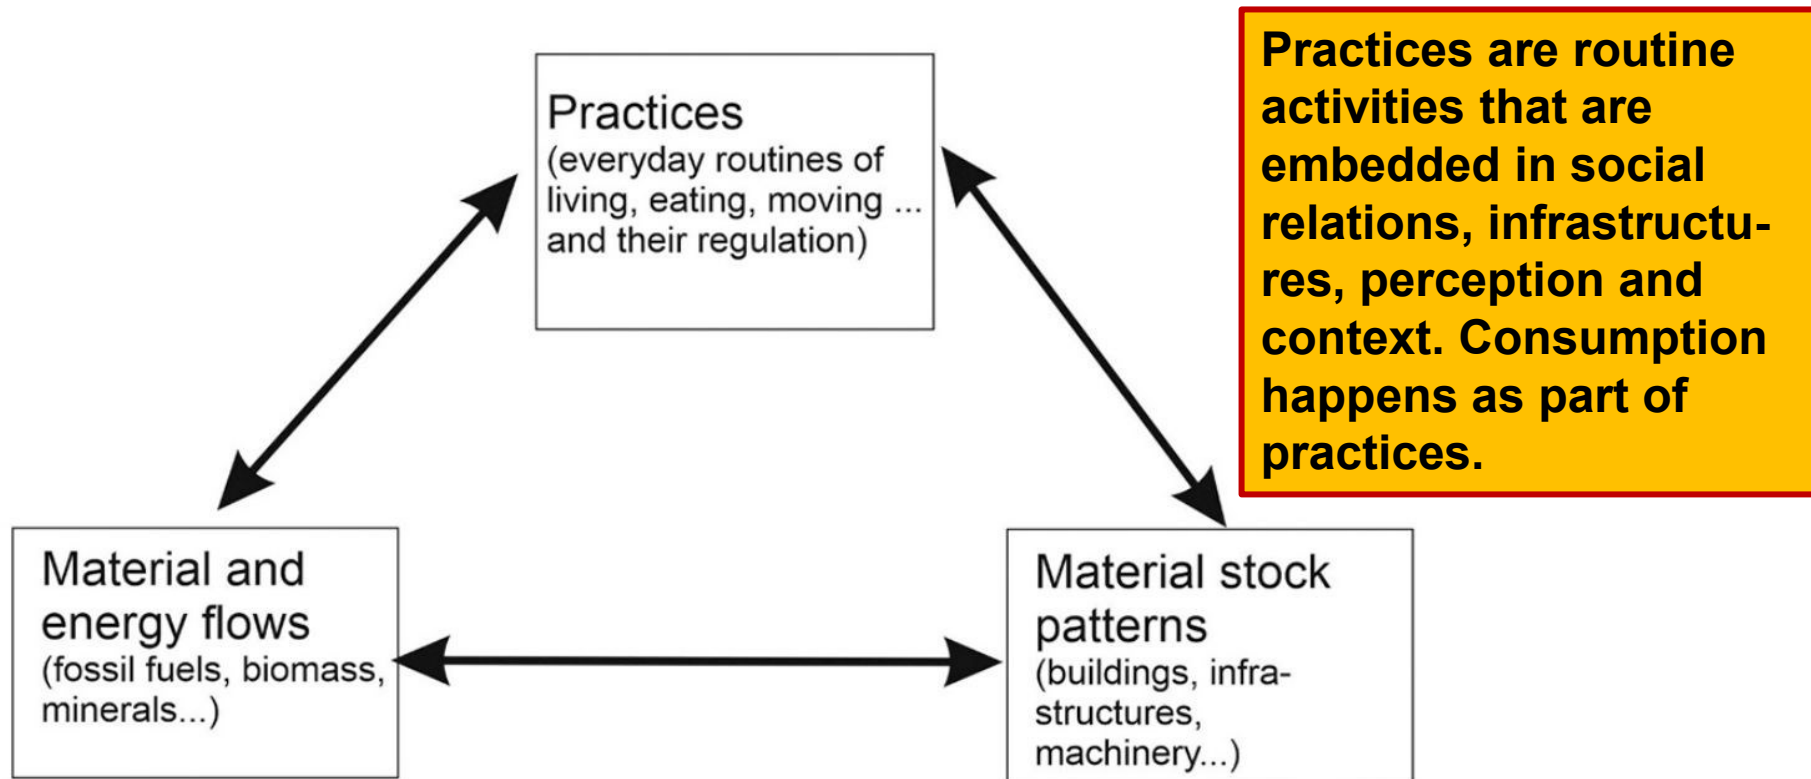 Practices
(everyday routines of
living, eating, moving ...
and their regulation)
Practices are routine
activities that are
embedded in social
relations, infrastructu-
res, perception and
context. Consumption
happens as part of
practices.
Material and
energy flows
(fossil fuels, biomass,
minerals...)
Material stock
patterns
(buildings, infra-
structures,
machinery...)